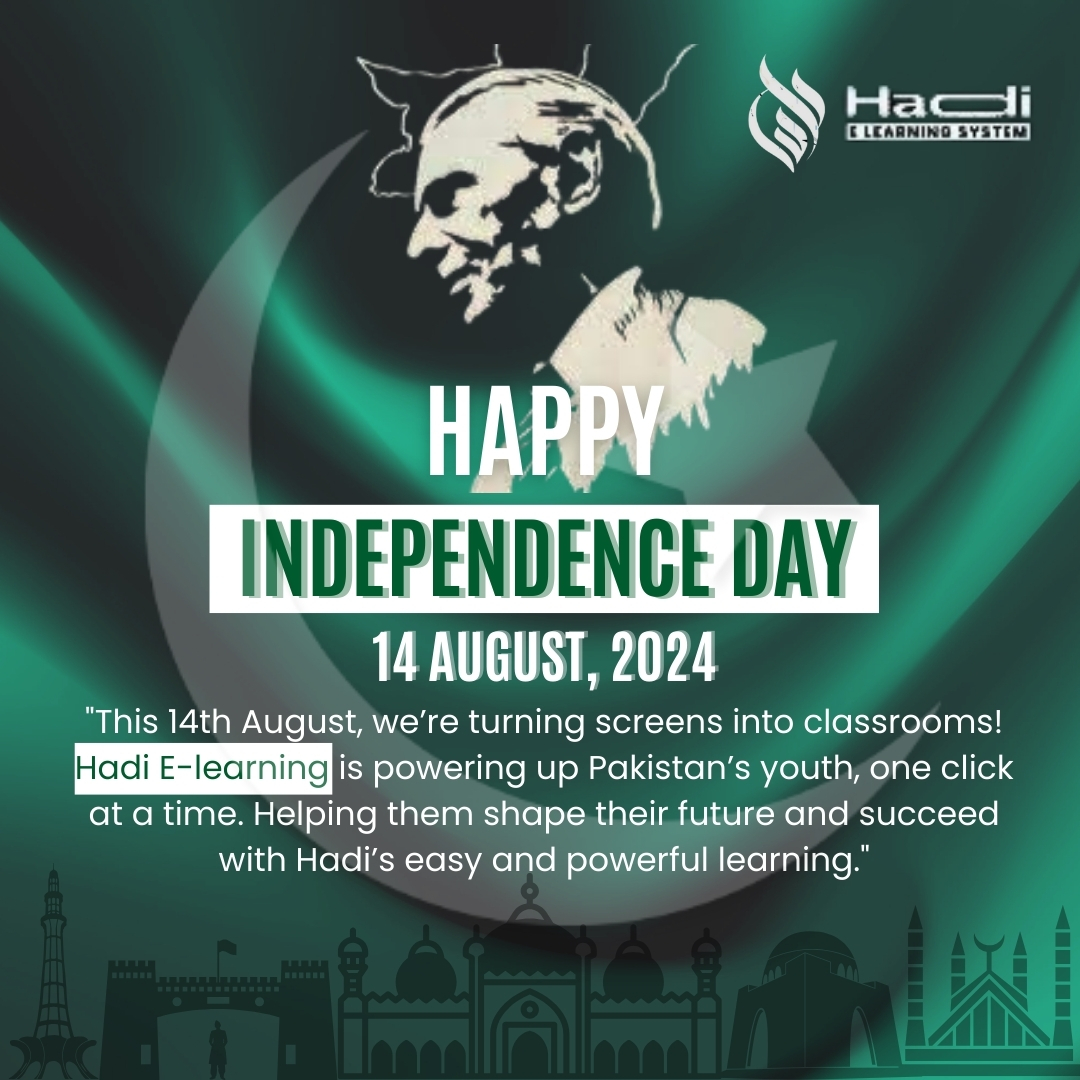 Hadi
E LEARNING SYSTEM
HAPPY
INDEPENDENCE DAY
14 AUGUST, 2024
"This 14th August, we’re turning screens into classrooms!
Hadi E-learning is powering up Pakistan’s youth, one click
at a time. Helping them shape their future and succeed
with Hadi’s easy and powerful learning."